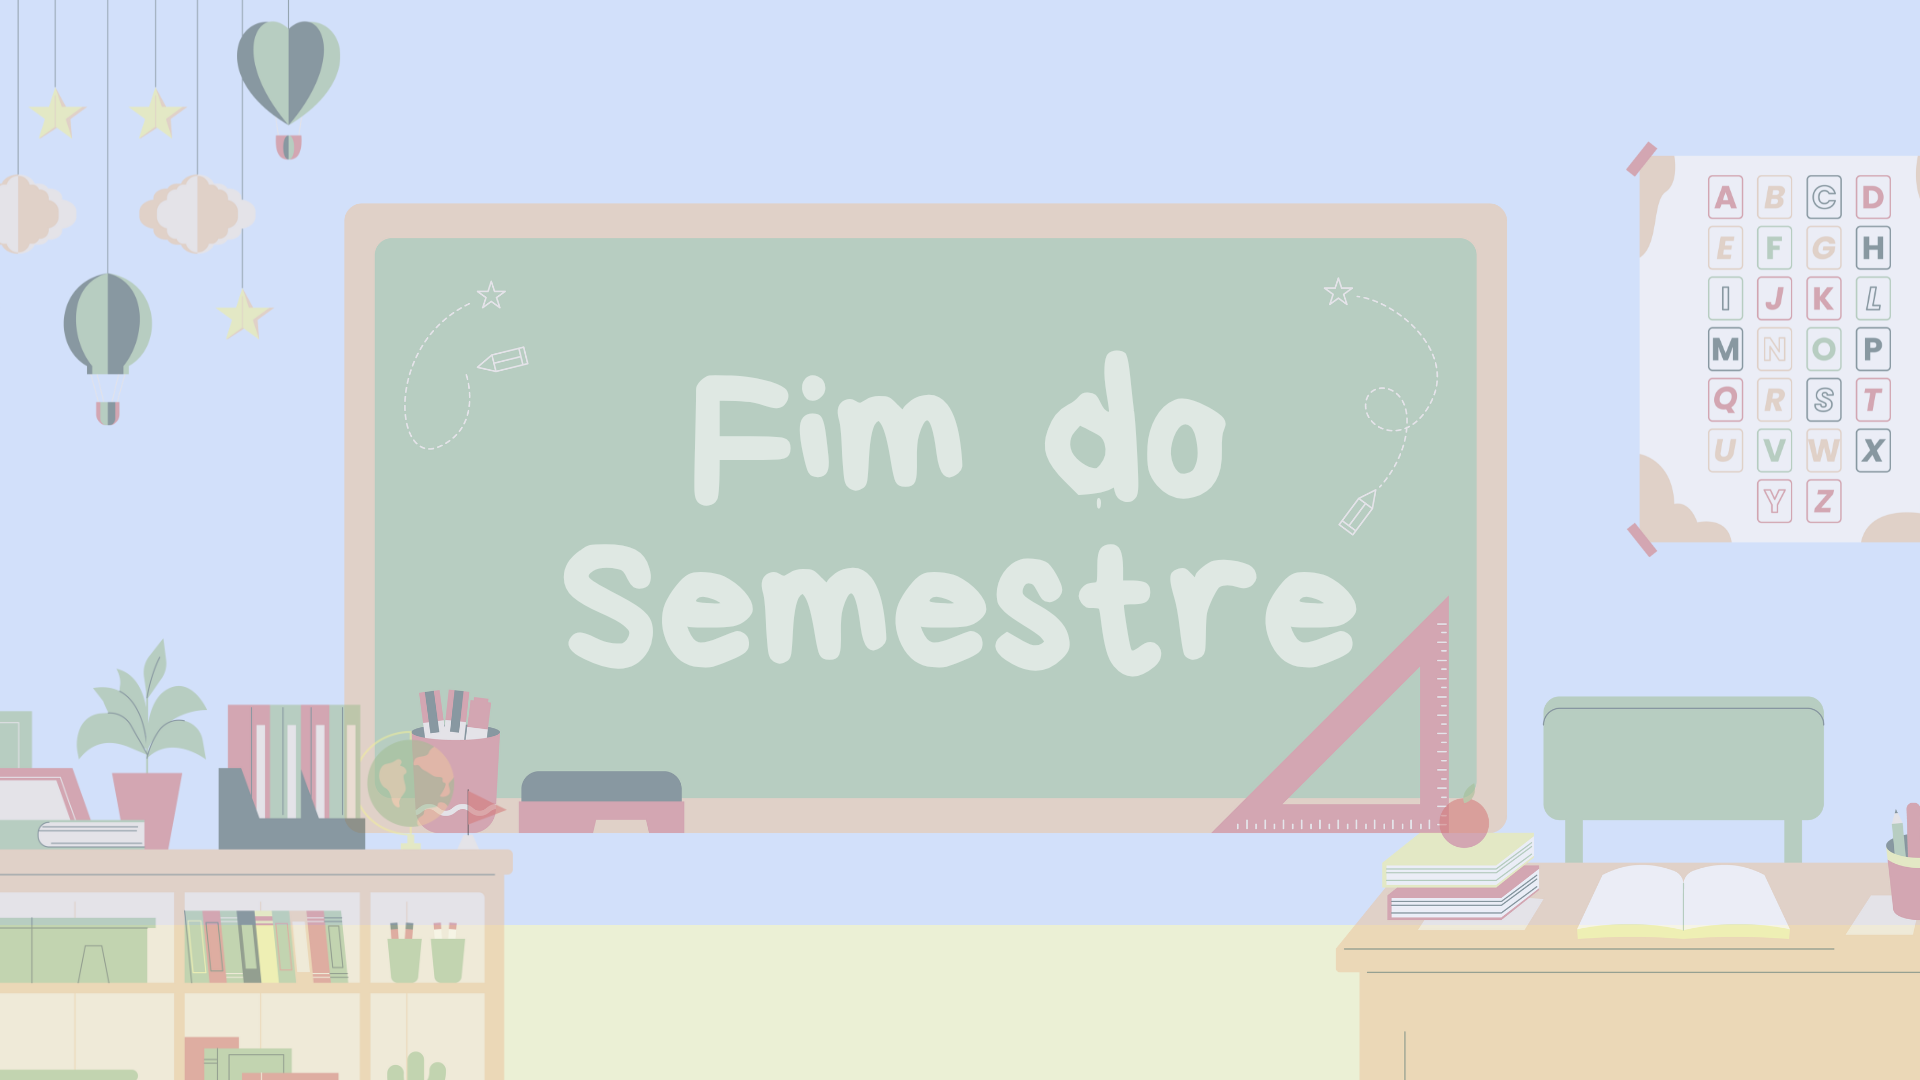 Fim do
Semestre
A B C D
E F G H
I J K L
M N O P
Q R S T
U V W X
Y Z